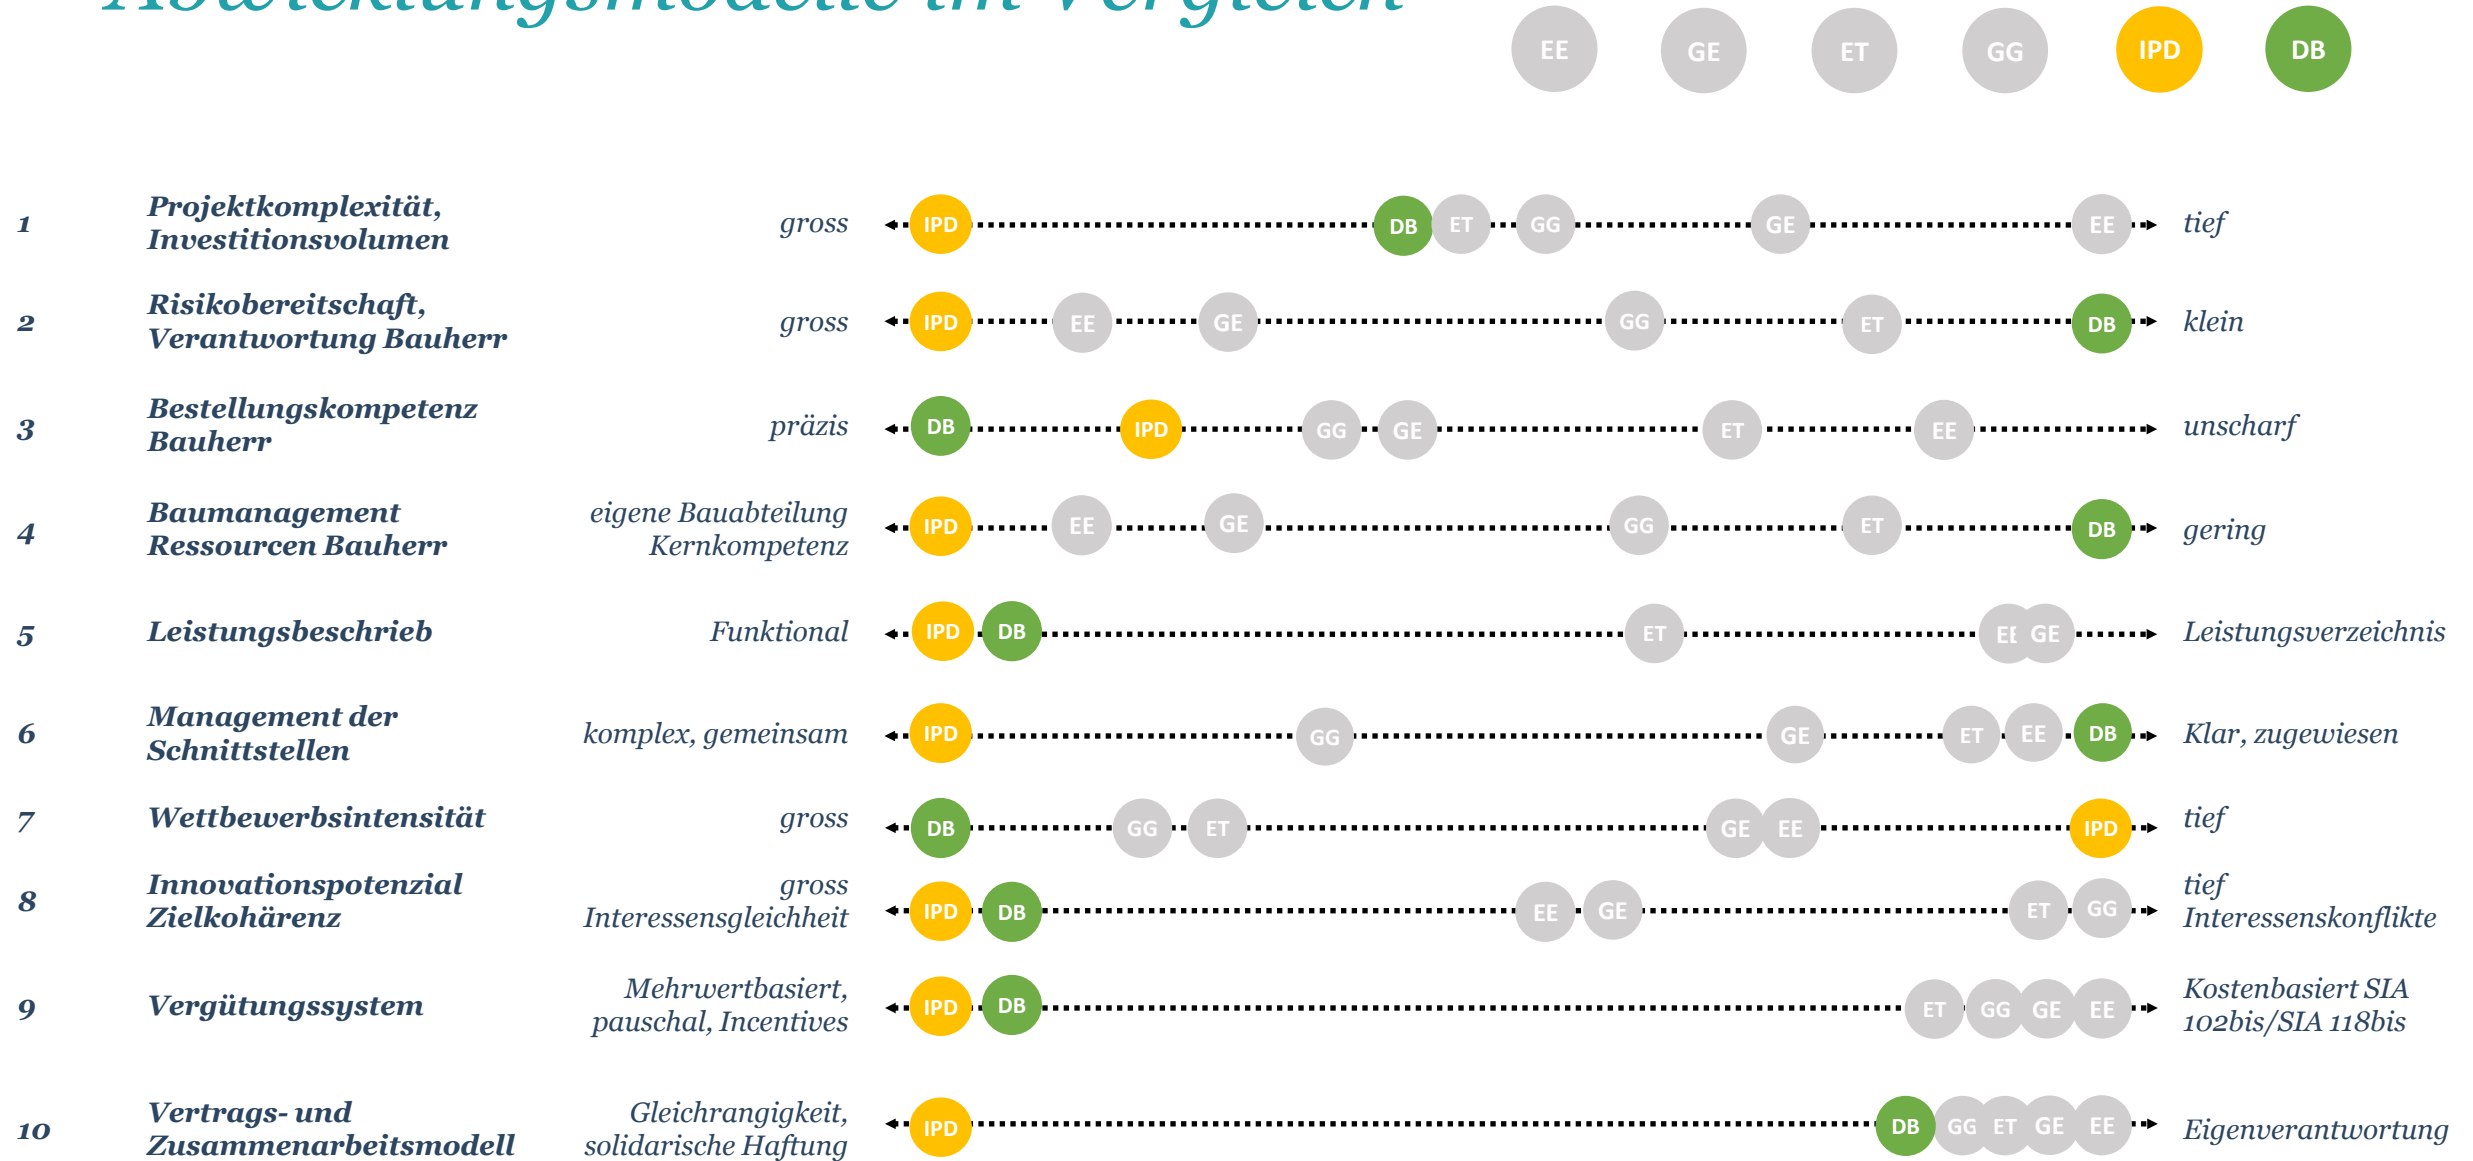 Abwicklungsmodelle im Vergleich
EE GE ET GG IPD DB
1 Projektkomplexität, Investitionsvolumen
gross
IPD DB ET GG GE EE
tief
2 Risikobereitschaft, Verantwortung Bauherr
gross
IPD EE GE GG ET DB
klein
3 Bestellungskompetenz Bauherr
präzis
DB IPD GG GE ET EE
unscharf
4 Baumanagement Ressourcen Bauherr
eigene Bauabteilung Kernkompetenz
IPD EE GE GG ET DB
gering
5 Leistungsbeschrieb
Funktional
IPD DB ET EE GE
Leistungsverzeichnis
6 Management der Schnittstellen
komplex, gemeinsam
IPD GG GE ET EE DB
Klar, zugewiesen
7 Wettbewerbsintensität
gross
DB GG ET GE EE IPD
tief
8 Innovationspotenzial Zielkohärenz
gross Interessensgleichheit
IPD DB EE GE ET GG
tief Interessenskonflikte
9 Vergütungssystem
Mehrwertbasiert, pauschal, Incentives
IPD DB ET GG GE EE
Kostenbasiert SIA 102bis/SIA 118bis
10 Vertrags- und Zusammenarbeitsmodell
Gleichrangigkeit, solidarische Haftung
IPD DB GG ET GE EE
Eigenverantwortung